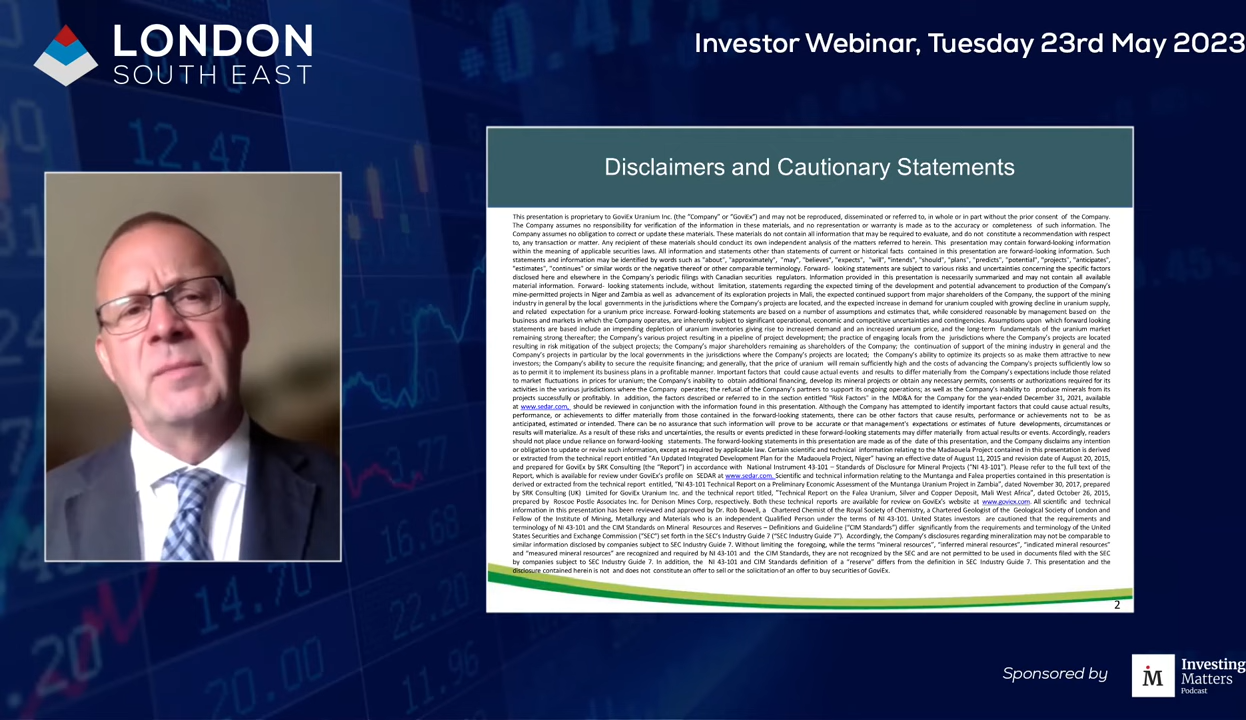 LONDON
SOUTH EAST
Investor Webinar, Tuesday 23rd May 2023
Disclaimers and Cautionary Statements
This presentation is proprietary to GoviEx Uranium Inc. (the “Company” or “GoviEx”) and may not be reproduced, disseminated or referred to, in whole or in part without the prior consent of the Company.
The Company assumes no responsibility for verification of the information in these materials, and no representation or warranty is made as to the accuracy or completeness of such information. The
Company assumes no obligation to correct or update these materials. These materials do not contain all information that may be required to evaluate, and do not constitute a recommendation with respect
to, any transaction or matter. Any recipient of these materials should conduct its own independent analysis of the matters referred to herein. This presentation may contain forward-looking information
within the meaning of applicable securities laws. All information and statements other than statements of current or historical facts contained in this presentation are forward-looking information. Such
statements and information may be identified by words such as “about”, “approximately”, “may”, “believes”, “expects”, “will”, “intends”, “should”, “plans”, “predicts”, “potential”, “projects”, “anticipates”,
“estimates”, “continues” or similar words or the negative thereof or other comparable terminology. Forward- looking statements are subject to various risks and uncertainties concerning the specific factors
disclosed here and elsewhere in the Company’s periodic filings with Canadian securities regulators. Information provided in this presentation is necessarily summarized and may not contain all available
material information. Forward- looking statements include, without limitation, statements regarding the expected timing of the development and potential advancement to production of the Company’s
mine-permitted projects in Niger and Zambia as well as advancement of its exploration projects in Mali, the expected continued support from major shareholders of the Company, the support of the mining
industry in general by the local governments in the jurisdictions where the Company’s projects are located, and the expected increase in demand for uranium coupled with growing decline in uranium supply,
and related expectation for a uranium price increase. Forward-looking statements are based on a number of assumptions and estimates that, while considered reasonable by management based on the
business and markets in which the Company operates, are inherently subject to significant operational, economic and competitive uncertainties and contingencies. Assumptions upon which forward looking
statements are based include an impending depletion of uranium inventories giving rise to increased demand and an increased uranium price, and the long-term fundamentals of the uranium market
remaining strong thereafter; the Company’s various project resulting in a pipeline of project development; the practice of engaging locals from the jurisdictions where the Company’s projects are located
resulting in risk mitigation of the subject projects; the Company’s major shareholders remaining as shareholders of the Company; the continuation of support of the mining industry in general and the
Company’s projects in particular by the local governments in the jurisdictions where the Company’s projects are located; the Company’s ability to optimize its projects so as make them attractive to new
investors; the Company’s ability to secure the requisite financing; and generally, that the price of uranium will remain sufficiently high and the costs of advancing the Company’s projects sufficiently low so
as to permit it to implement its business plans in a profitable manner. Important factors that could cause actual events and results to differ materially from the Company’s expectations include those related
to market fluctuations in prices for uranium; the Company’s inability to obtain additional financing, develop its mineral projects or obtain any necessary permits, consents or authorizations required for its
activities in the various jurisdictions where the Company operates; the refusal of the Company’s partners to support its ongoing operations; as well as the Company’s inability to produce minerals from its
projects successfully or profitably. In addition, the factors described or referred to in the section entitled “Risk Factors” in the MD&A for the Company for the year-ended December 31, 2021, available
at www.sedar.com, should be reviewed in conjunction with the information found in this presentation. Although the Company has attempted to identify important factors that could cause actual results,
performance, or achievements to differ materially from those contained in the forward-looking statements, there can be other factors that cause results, performance or achievements not to be as
anticipated, estimated or intended. There can be no assurance that such information will prove to be accurate or that management’s expectations or estimates of future developments, circumstances or
results will materialize. As a result of these risks and uncertainties, the results or events predicted in these forward-looking statements may differ materially from actual results or events. Accordingly, readers
should not place undue reliance on forward-looking statements. The forward-looking statements in this presentation are made as of the date of this presentation, and the Company disclaims any intention
or obligation to update or revise such information, except as required by applicable law. Certain scientific and technical information relating to the Madaouela Project contained in this presentation is derived
or extracted from the technical report entitled “An Updated Integrated Development Plan for the Madaouela Project, Niger” having an effective date of August 11, 2015 and revision date of August 20, 2015,
and prepared for GoviEx by SRK Consulting (the “Report”) in accordance with National Instrument 43-101 – Standards of Disclosure for Mineral Projects (“NI 43-101”). Please refer to the full text of the
Report, which is available for review under GoviEx’s profile on SEDAR at www.sedar.com. Scientific and technical information relating to the Muntanga and Falea properties contained in this presentation is
derived or extracted from the technical report entitled, “NI 43-101 Technical Report on a Preliminary Economic Assessment of the Muntanga Uranium Project in Zambia”, dated November 30, 2017, prepared
by SRK Consulting (UK) Limited for GoviEx Uranium Inc. and the technical report titled, “Technical Report on the Falea Uranium, Silver and Copper Deposit, Mali West Africa”, dated October 26, 2015,
prepared by Roscoe Postle Associates Inc. for Denison Mines Corp, respectively. Both these technical reports are available for review on GoviEx’s website at www.goviex.com. All scientific and technical
information in this presentation has been reviewed and approved by Dr. Rob Bowell, a Chartered Chemist of the Royal Society of Chemistry, a Chartered Geologist of the Geological Society of London and
Fellow of the Institute of Mining, Metallurgy and Materials who is an independent Qualified Person under the terms of NI 43-101. United States investors are cautioned that the requirements and
terminology of NI 43-101 and the CIM Standards on Mineral Resources and Reserves – Definitions and Guideline (“CIM Standards”) differ significantly from the requirements and terminology of the United
States Securities and Exchange Commission (“SEC”) set forth in the SEC’s Industry Guide 7 (“SEC Industry Guide 7”). Accordingly, the Company’s disclosures regarding mineralization may not be comparable to
similar information disclosed by companies subject to SEC Industry Guide 7. Without limiting the foregoing, while the terms “mineral resources”, “inferred mineral resources”, “indicated mineral resources”
and “measured mineral resources” are recognized and required by NI 43-101 and the CIM Standards, they are not recognized by the SEC and are not permitted to be used in documents filed with the SEC
by companies subject to SEC Industry Guide 7. In addition, the NI 43-101 and CIM Standards definition of a “reserve” differs from the definition in SEC Industry Guide 7. This presentation and the
disclosure contained herein is not and does not constitute an offer to sell or the solicitation of an offer to buy securities of GoviEx.
2
12.47
14.70
20.00
11.96
16.68
.20
Sponsored by
iM
Investing
Matters
Podcast